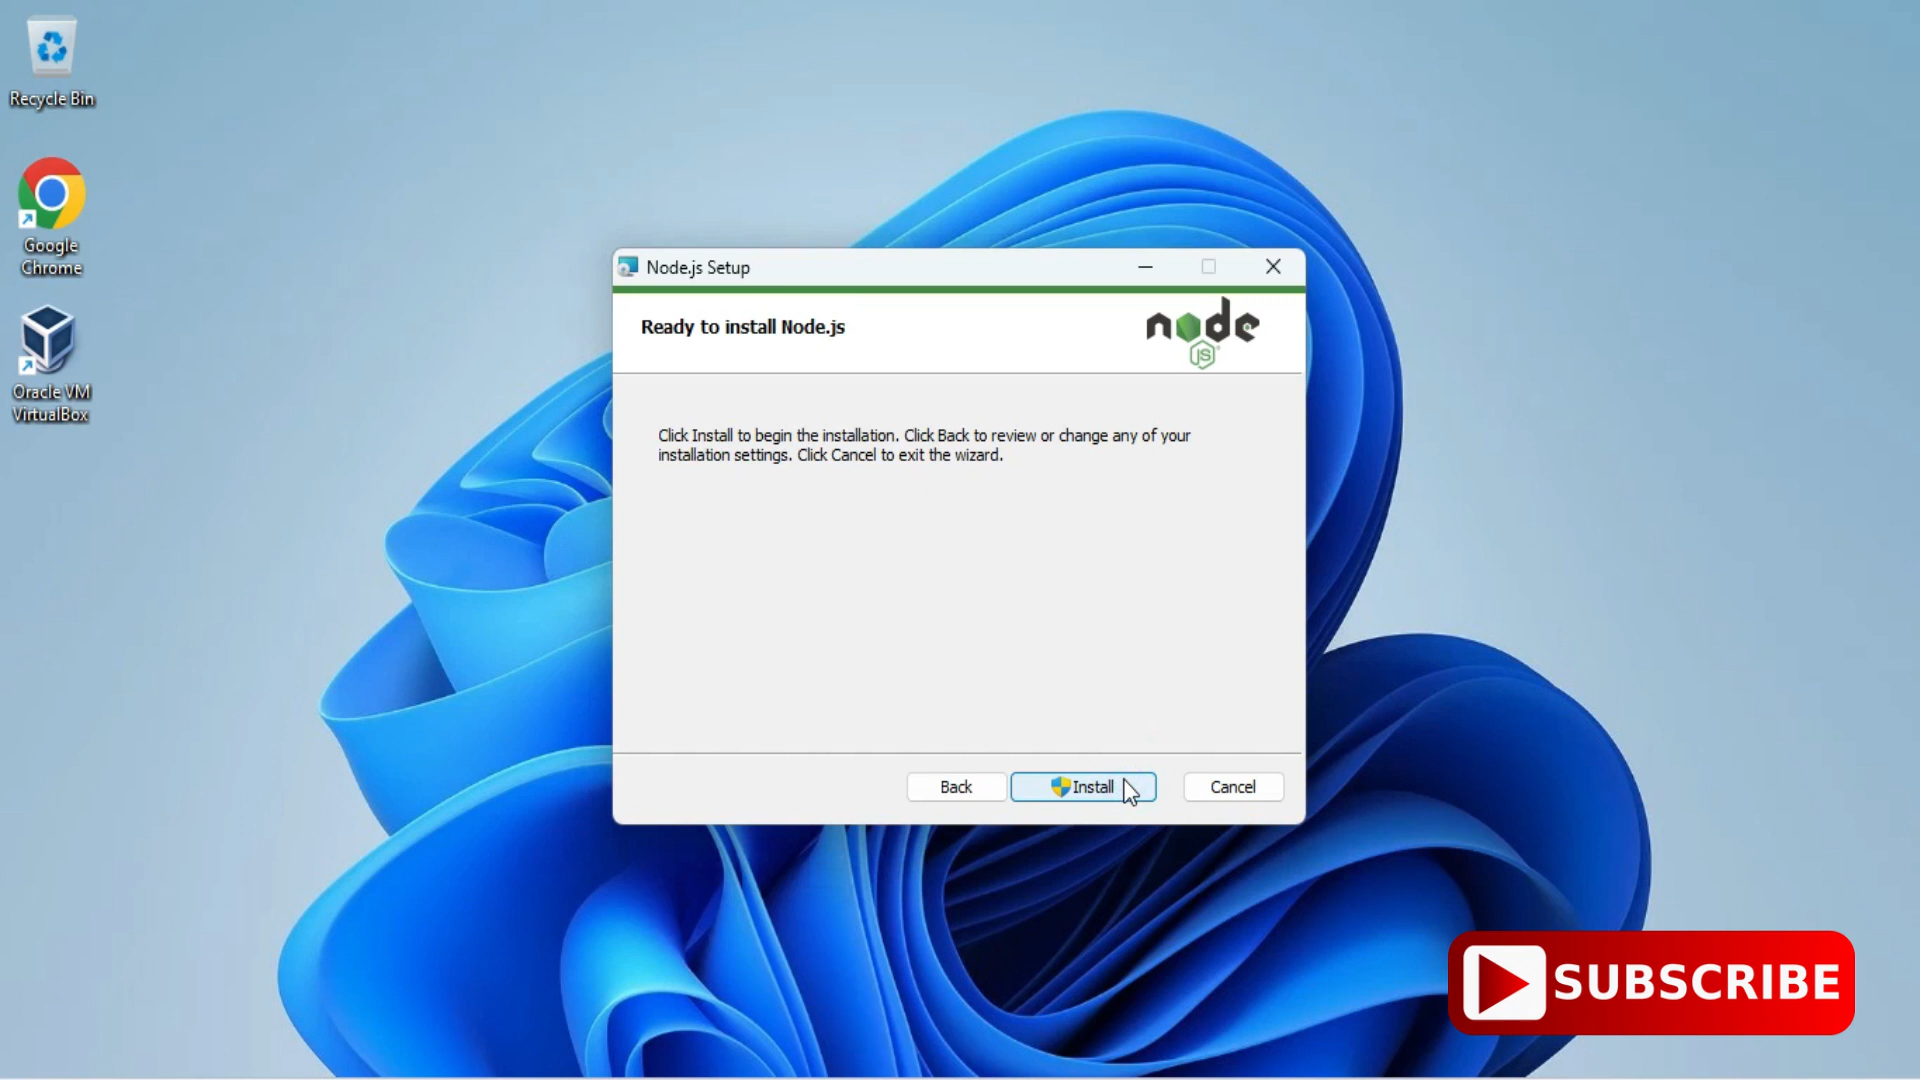 Recycle Bin
Google
Chrome
Oracle VM
VirtualBox
Node.js Setup
Ready to install Node.js
node
JS
Click Install to begin the installation. Click Back to review or change any of your
installation settings. Click Cancel to exit the wizard.
Back
Install
Cancel
SUBSCRIBE